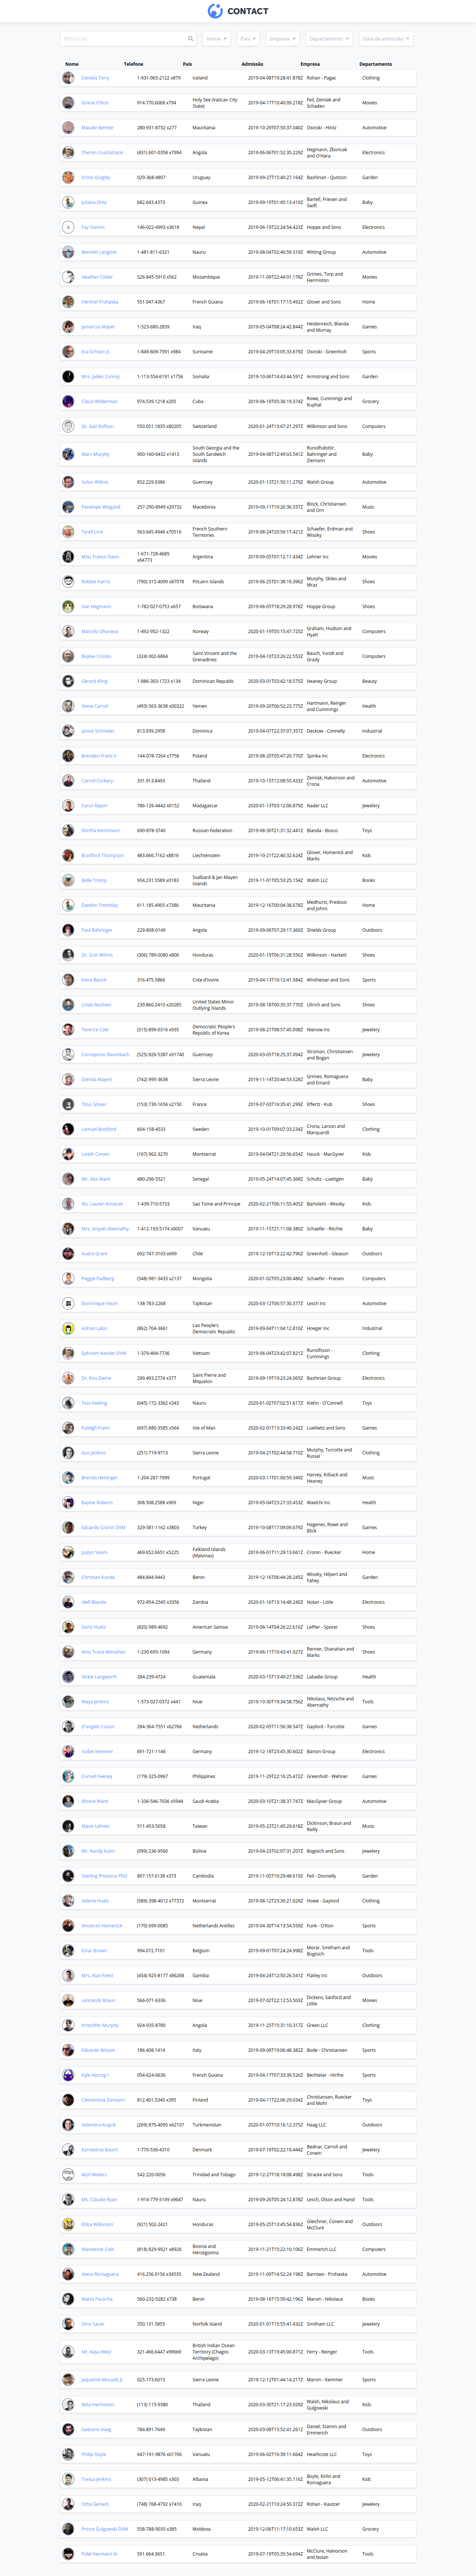 CONTACT
Pesquisar Nome País Empresa Departamento Data de admissão
Nome Telefone País Admissão Empresa Departamento
Daniela Terry 1-931-065-2122 x879 Iceland 2019-04-08T19:28:41.878Z Rohan - Pagac Clothing
Gracie O'Kon 914.770.6068 x794 Holy See (Vatican City State) 2019-04-17T10:40:09.218Z Feil, Zemlak and Schaden Movies
Maudie Bernier 280-931-8732 x277 Mauritania 2019-10-29T07:50:37.040Z Osinski - Hintz Automotive
Theron Cruickshank (431)-601-0358 x7994 Angola 2019-06-06T01:52:35.229Z Hegmann, Zboncak and O'Hara Electronics
Krista Quigley 029-368-4807 Uruguay 2019-09-27T15:40:27.164Z Bashirian - Quitzon Garden
Juliana Ortiz 682.643.4373 Guinea 2019-09-19T01:45:13.419Z Bartell, Friesen and Swift Baby
Fay Stamm 146-022-4993 x3618 Nepal 2019-06-19T22:24:54.423Z Hoppe and Sons Electronics
Bennett Langosh 1-481-811-6321 Nauru 2019-08-04T02:46:59.319Z Witting Group Automotive
Heather Collier 526-845-5910 x562 Mozambique 2019-11-09T22:44:01.178Z Grimes, Torp and Hermiston Movies
Hershel Prohaska 551.047.4367 French Guiana 2019-06-16T01:17:15.492Z Glover and Sons Home
Jamarcus Mayer 1-523-680-2839 Iraq 2019-05-04T08:24:42.844Z Heidenreich, Blanda and Murray Games
Eva Schoen Jr. 1-849-609-7591 x984 Suriname 2019-04-29T10:05:33.679Z Osinski - Greenholt Sports
Mrs. Jaden Conroy 1-113-554-6191 x1756 Somalia 2019-10-06T14:43:44.591Z Armstrong and Sons Garden
Claud Wilderman 974.539.1218 x205 Cuba 2019-06-18T05:36:19.374Z Rowe, Cummings and Kuphal Grocery
Dr. Gail Rolfson 550.051.1835 x80205 Switzerland 2020-01-24T13:47:21.297Z Wilkinson and Sons Computers
Marc Murphy 900-160-6432 x1413 South Georgia and the South Sandwich Islands 2019-04-08T12:49:03.541Z Runolfsdottir, Bahringer and Ziemann Baby
Solon Willms 852.229.9386 Guernsey 2020-01-13T21:50:11.279Z Walsh Group Automotive
Penelope Wiegand 257-290-8949 x29732 Macedonia 2019-09-11T10:26:36.557Z Block, Christiansen and Orn Music
Tyrell Lind 563.645.4946 x70516 French Southern Territories 2019-08-24T20:56:17.421Z Schaefer, Erdman and Wisoky Shoes
Miss Travon Davis 1-671-728-4685 x64773 Argentina 2019-09-05T07:12:11.434Z Lehner Inc Movies
Robbie Harris (790)-315-4099 x87978 Pitcairn Islands 2019-06-25T01:38:10.396Z Murphy, Skiles and Mraz Shoes
Isac Hegmann 1-782-027-0753 x657 Botswana 2019-06-05T18:29:28.978Z Hoppe Group Shoes
Marcelo Okuneva 1-492-952-1322 Norway 2020-01-19T05:15:47.725Z Graham, Hudson and Hyatt Computers
Baylee Crooks (324) 002-6864 Saint Vincent and the Grenadines 2019-04-10T23:26:22.553Z Bauch, Yundt and Grady Computers
Gerard Kling 1-886-303-1723 x134 Dominican Republic 2020-03-01T03:42:18.575Z Heaney Group Beauty
Alene Carroll (493) 563-3638 x00322 Yemen 2019-09-20T06:52:23.775Z Hartmann, Reinger and Cummings Health
Janice Schmeler 813.939.2958 Dominica 2019-04-07T22:37:07.357Z Deckow - Connelly Industrial
Brenden Frami II 144-078-7264 x7758 Poland 2019-08-20T05:47:20.770Z Spinka Inc Electronics
Carroll Corkery 331.913.8493 Thailand 2019-10-15T12:08:55.433Z Zemlak, Halvorson and Crona Automotive
Cyrus Rippin 786-126-4442 x0152 Madagascar 2020-01-13T03:12:06.879Z Nader LLC Jewelery
Dortha Kertzmann 690-878-3740 Russian Federation 2019-08-30T21:31:32.441Z Blanda - Bosco Toys
Bradford Thompson 483.666.7162 x8816 Liechtenstein 2019-10-21T22:40:32.624Z Glover, Homenick and Marks Kids
Belle Tromp 934.231.5589 x0183 Svalbard & Jan Mayen Islands 2019-11-01T05:53:25.154Z Walsh LLC Books
Dandre Tremblay 611.185.4905 x7386 Mauritania 2019-12-16T00:04:38.678Z Medhurst, Predovic and Johns Home
Paul Bahringer 229-808-0149 Angola 2019-09-06T07:29:17.360Z Shields Group Outdoors
Dr. Scot Willms (306) 789-0080 x806 Honduras 2020-01-19T06:31:28.556Z Wilkinson - Hackett Shoes
Kiera Bauch 316.475.5866 Cote d'Ivoire 2019-04-13T10:12:41.584Z Wintheiser and Sons Sports
Linda Reichert 239.860.2410 x20285 United States Minor Outlying Islands 2019-08-18T00:35:37.770Z Ullrich and Sons Shoes
Terence Cole (515) 899-0316 x935 Democratic People's Republic of Korea 2019-08-21T08:57:45.098Z Nienow Inc Jewelery
Concepcion Baumbach (525) 826-5387 x91740 Guernsey 2020-03-05T18:25:37.094Z Stroman, Christiansen and Bogan Jewelery
Glenda Mayert (742) 995-3638 Sierra Leone 2019-11-14T20:44:53.528Z Grimes, Romaguera and Emard Baby
Titus Glover (153) 730-1656 x2150 France 2019-07-03T16:35:41.299Z Effertz - Kub Shoes
Lemuel Botsford 604-158-4533 Sweden 2019-10-01T09:07:33.234Z Crona, Larson and Marquardt Clothing
Lizeth Corwin (167) 962-3270 Montserrat 2019-04-04T21:29:56.654Z Hauck - MacGyver Kids
Mr. Alta Ward 480-296-5521 Senegal 2019-05-24T14:07:45.368Z Schultz - Luettgen Baby
Ms. Lauren Kovacek 1-439-710-5733 Sao Tome and Principe 2020-02-21T06:11:55.405Z Bartoletti - Wisoky Kids
Mrs. Aniyah Abernathy 1-412-193-5174 x0007 Vanuatu 2019-11-15T21:11:08.380Z Schaefer - Ritchie Baby
Audra Grant 692-747-3103 x699 Chile 2019-12-10T13:22:42.796Z Greenholt - Gleason Outdoors
Peggie Padberg (548) 981-3433 x2137 Mongolia 2020-01-02T05:23:00.486Z Schaefer - Friesen Computers
Dominique Veum 138-783-2268 Tajikistan 2020-03-12T06:57:30.377Z Lesch Inc Automotive
Adrian Lakin (862) 704-3661 Lao People's Democratic Republic 2019-09-04T11:04:12.810Z Hoeger Inc Industrial
Ephraim Kessler DVM 1-379-404-7736 Vietnam 2019-06-04T23:42:07.821Z Runolfsson - Cummings Clothing
Dr. Kira Zieme 299.493.2774 x377 Saint Pierre and Miquelon 2019-09-19T19:23:24.065Z Bashirian Group Electronics
Tess Keeling (645) 172-3362 x343 Nauru 2020-01-02T07:02:51.617Z Kiehn - O'Connell Toys
Kaleigh Frami (697) 880-3585 x564 Isle of Man 2020-02-01T13:33:40.242Z Lueilwitz and Sons Games
Gus Jenkins (251) 719-9713 Sierra Leone 2019-04-21T02:44:58.710Z Murphy, Turcotte and Russel Clothing
Brenda Hettinger 1-204-287-7999 Portugal 2020-03-11T01:00:59.349Z Harvey, Kilback and Heaney Music
Baylee Roberts 308.508.2588 x909 Niger 2019-05-04T23:27:33.453Z Waelchi Inc Health
Eduardo Cronin DVM 329-581-1162 x3803 Turkey 2019-10-08T17:09:09.679Z Hagenes, Rowe and Block Games
Justyn Veum 469.652.6651 x5225 Falkland Islands (Malvinas) 2019-06-01T11:29:13.661Z Cronin - Ruecker Home
Christian Kunde 484.844.9443 Benin 2019-12-16T06:44:28.245Z Wisoky, Hilpert and Fahey Garden
Idell Blanda 972-854-2545 x3356 Zambia 2020-01-16T13:14:48.240Z Nolan - Little Electronics
Doris Huels (820) 989-4692 American Samoa 2019-06-14T04:26:22.816Z Leffler - Sporer Shoes
Miss Travis Monahan 1-230-695-1094 Germany 2019-06-11T10:43:41.027Z Renner, Shanahan and Marks Shoes
Vickie Langworth 284-239-4724 Guatemala 2020-03-15T13:49:27.536Z Labadie Group Health
Maya Jenkins 1-573-027-0372 x441 Niue 2019-10-30T19:34:58.756Z Nikolaus, Nitzsche and Abernathy Tools
D'angelo Cassin 284-364-7551 x62766 Netherlands 2020-02-05T11:56:38.547Z Gaylord - Turcotte Games
Isobel Kemmer 691-721-1146 Germany 2019-12-18T23:45:30.602Z Barton Group Electronics
Cornell Feeney (179) 325-0967 Philippines 2019-11-29T22:16:25.472Z Greenholt - Wehner Games
Moshe Ward 1-336-546-7036 x5944 Saudi Arabia 2020-03-10T21:38:37.747Z MacGyver Group Automotive
Mazie Lehner 511-453-5058 Taiwan 2019-05-23T21:45:29.618Z Dickinson, Braun and Reilly Music
Mr. Randy Kuhn (099) 236-9560 Bolivia 2019-04-23T02:07:31.207Z Bogisich and Sons Jewelery
Sterling Prosacco PhD 807.157.6138 x373 Cambodia 2019-11-05T10:29:48.619Z Feil - Donnelly Garden
Valerie Huels (589) 398-4012 x77372 Montserrat 2019-08-12T23:30:21.029Z Howe - Gaylord Clothing
Vincenzo Homenick (170) 699-0085 Netherlands Antilles 2019-04-30T14:13:54.559Z Funk - O'Kon Sports
Einar Brown 994.072.7101 Belgium 2019-09-01T07:24:24.998Z Morar, Smitham and Bogisich Tools
Mrs. Alan Feest (454) 925-8177 x86268 Gambia 2019-04-24T12:50:26.541Z Flatley Inc Outdoors
Leonardo Braun 566-071-6336 Niue 2019-07-02T22:12:53.503Z Dickens, Sanford and Little Movies
Kristoffer Murphy 924-935-8780 Angola 2019-11-25T15:31:10.317Z Green LLC Clothing
Eduardo Wisozk 186.408.1414 Italy 2019-09-08T19:06:48.382Z Bode - Christiansen Sports
Kyle Herzog I 054-624-6636 French Guiana 2019-04-17T07:33:39.526Z Bechtelar - Hirthe Sports
Clementina Ziemann 812.401.5340 x395 Finland 2019-04-11T22:06:29.034Z Christiansen, Ruecker and Mohr Toys
Valentina Krajcik (269) 875-4095 x62107 Turkmenistan 2020-01-07T10:16:12.375Z Haag LLC Outdoors
Earnestine Bauch 1-770-536-4310 Denmark 2019-07-19T02:22:19.444Z Bednar, Carroll and Corwin Jewelery
Myrl Waters 542-220-0056 Trinidad and Tobago 2019-12-27T18:18:08.498Z Stracke and Sons Tools
Ms. Claudie Ryan 1-914-779-5149 x9647 Nauru 2019-09-26T05:24:12.878Z Lesch, Olson and Hand Tools
Ebba Wilkinson (921) 502-2421 Honduras 2019-05-25T13:45:54.836Z Gleichner, Corwin and McClure Outdoors
Mackenzie Cole (818) 829-9921 x8926 Bosnia and Herzegovina 2019-11-21T15:22:10.106Z Emmerich LLC Computers
Alena Romaguera 416.256.9156 x34535 New Zealand 2019-11-09T14:52:24.198Z Barrows - Prohaska Automotive
Marta Pacocha 560-232-5282 x738 Benin 2019-08-16T15:59:42.196Z Marvin - Nikolaus Books
Dino Sauer 350.131.5855 Norfolk Island 2020-01-01T15:55:41.432Z Smitham LLC Jewelery
Mr. Kaya West 321.466.6447 x99669 British Indian Ocean Territory (Chagos Archipelago) 2020-03-13T19:45:00.871Z Ferry - Reinger Tools
Jaqueline Murazik Jr. 025.173.6015 Sierra Leone 2019-12-12T01:44:14.217Z Marvin - Kemmer Sports
Reta Hermiston (113) 115-9380 Thailand 2020-03-30T21:17:23.929Z Walsh, Nikolaus and Gulgowski Kids
Gaetano Haag 784.891.7649 Tajikistan 2020-03-08T15:52:41.261Z Daniel, Stamm and Emmerich Outdoors
Philip Doyle 647-191-9876 x01706 Vanuatu 2019-06-02T16:39:11.664Z Heathcote LLC Toys
Tressa Jenkins (307) 013-4985 x303 Albania 2019-05-12T06:41:35.116Z Boyle, Kirlin and Romaguera Kids
Otha Gerlach (748) 768-4792 x7410 Iraq 2020-02-21T10:24:50.372Z Rohan - Kautzer Jewelery
Prince Gulgowski DVM 558-788-9035 x385 Moldova 2019-12-06T11:17:10.653Z Walsh LLC Grocery
Fidel Hermann III 591.664.3651 Croatia 2019-07-19T05:35:54.694Z McClure, Halvorson and Nolan Tools